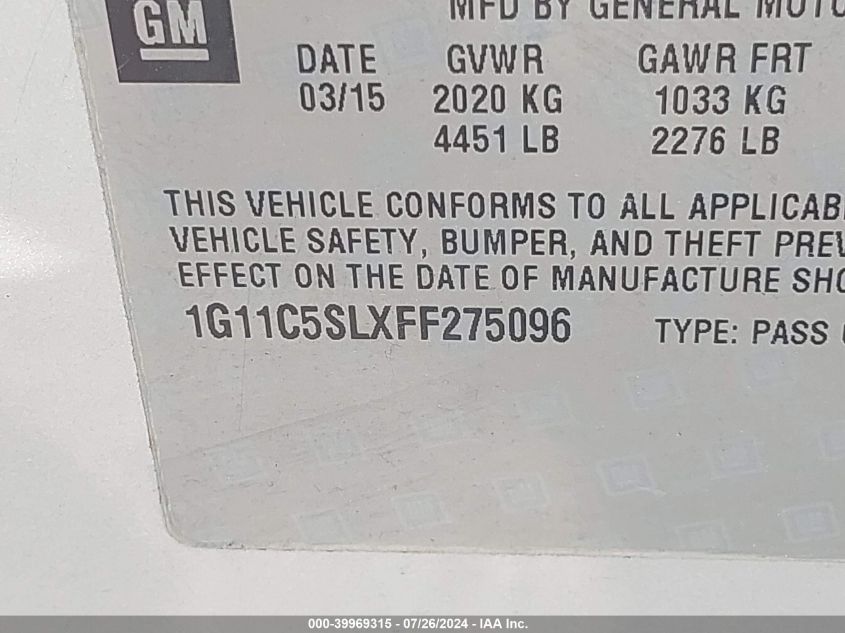 GM
MFD BY GENERAL MOTO
DATE GVWR GAWR FRT
03/15 2020 KG 1033 KG
4451 LB 2276 LB
THIS VEHICLE CONFORMS TO ALL APPLICAB
VEHICLE SAFETY, BUMPER, AND THEFT PREV
EFFECT ON THE DATE OF MANUFACTURE SHO
1G11C5SLXFF275096 TYPE: PASS
000-39969315 - 07/26/2024 - IAA Inc.